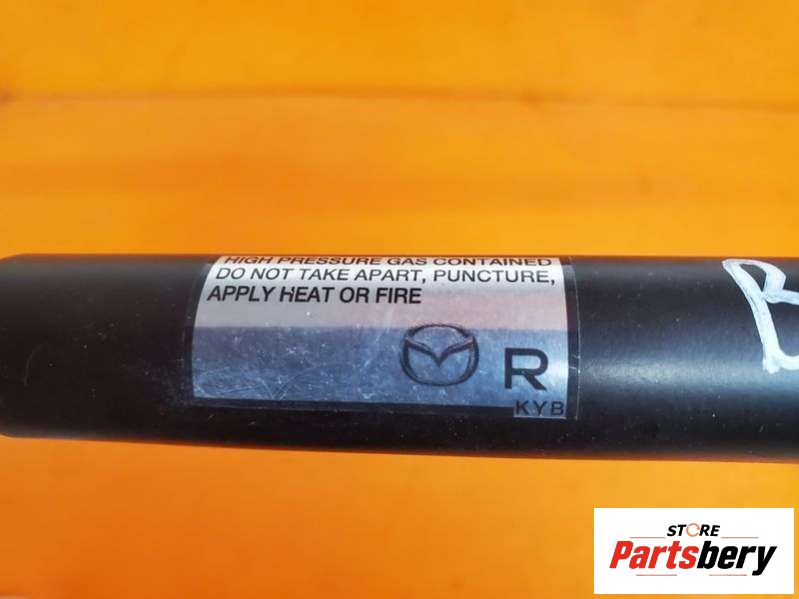 HIGH PRESSURE GAS CONTAINED
DO NOT TAKE APART, PUNCTURE,
APPLY HEAT OR FIRE
R
KYB
B
STORE
Partsbery